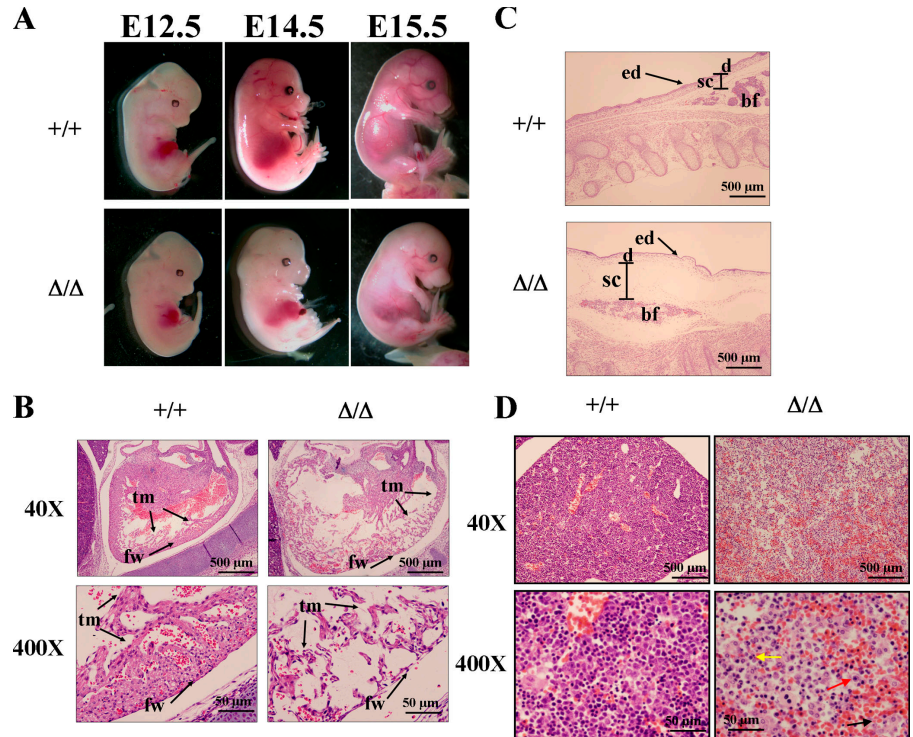 A
E12.5 E14.5 E15.5
+/+
Δ/Δ
C
+/+
ed
d
sc
bf
500 µm
Δ/Δ
ed
d
sc
bf
500 µm
B
+/+ Δ/Δ
40X
tm
fw
500 µm
tm
fw
500 µm
400X
tm
fw
50 µm
tm
fw
50 µm
D
+/+ Δ/Δ
40X
500 µm
500 µm
400X
50 µm
50 µm